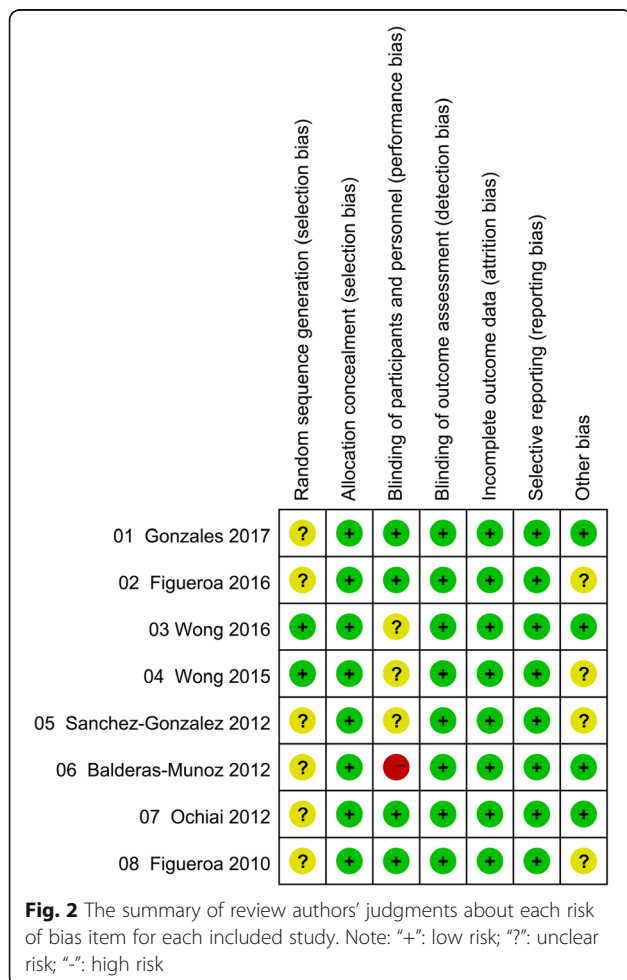 Random sequence generation (selection bias)
Allocation concealment (selection bias)
Blinding of participants and personnel (performance bias)
Blinding of outcome assessment (detection bias)
Incomplete outcome data (attrition bias)
Selective reporting (reporting bias)
Other bias
01 Gonzales 2017 ? + + + + + +
02 Figueroa 2016 ? + + + + + ?
03 Wong 2016 + + ? + + + +
04 Wong 2015 + + ? + + + ?
05 Sanchez-Gonzalez 2012 ? + ? + + + ?
06 Balderas-Munoz 2012 ? + - + + + +
07 Ochiai 2012 ? + + + + + +
08 Figueroa 2010 ? + + + + + ?
Fig. 2 The summary of review authors’ judgments about each risk
of bias item for each included study. Note: “+”: low risk; “?”: unclear
risk; “-”: high risk